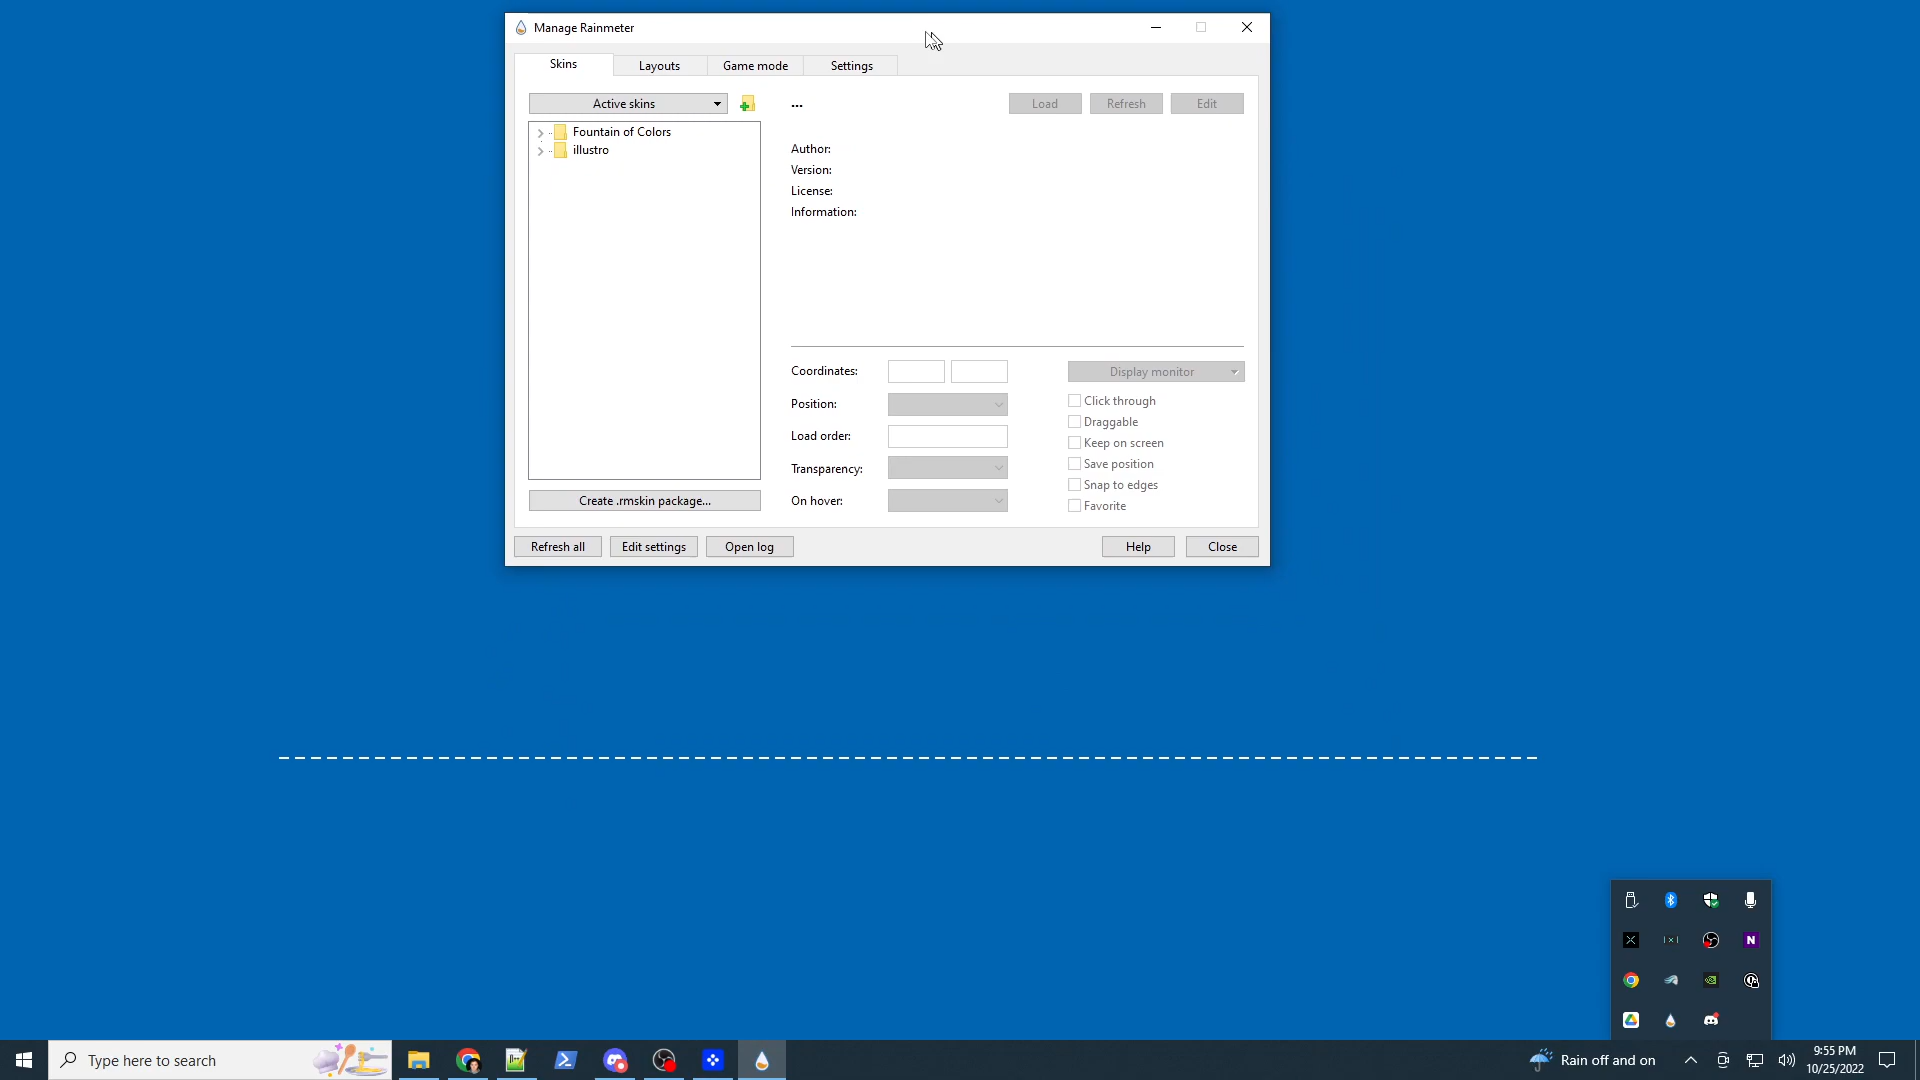 Manage Rainmeter
Skins
Layouts
Game mode
Settings
Active skins
...
Load
Refresh
Edit
Fountain of Colors
illustro
Author:
Version:
License:
Information:
Coordinates:
Display monitor
Position:
Click through
Draggable
Load order:
Keep on screen
Transparency:
Save position
Snap to edges
On hover:
Favorite
Create .rmskin package...
Refresh all
Edit settings
Open log
Help
Close
N
Type here to search
Rain off and on
9:55 PM
10/25/2022